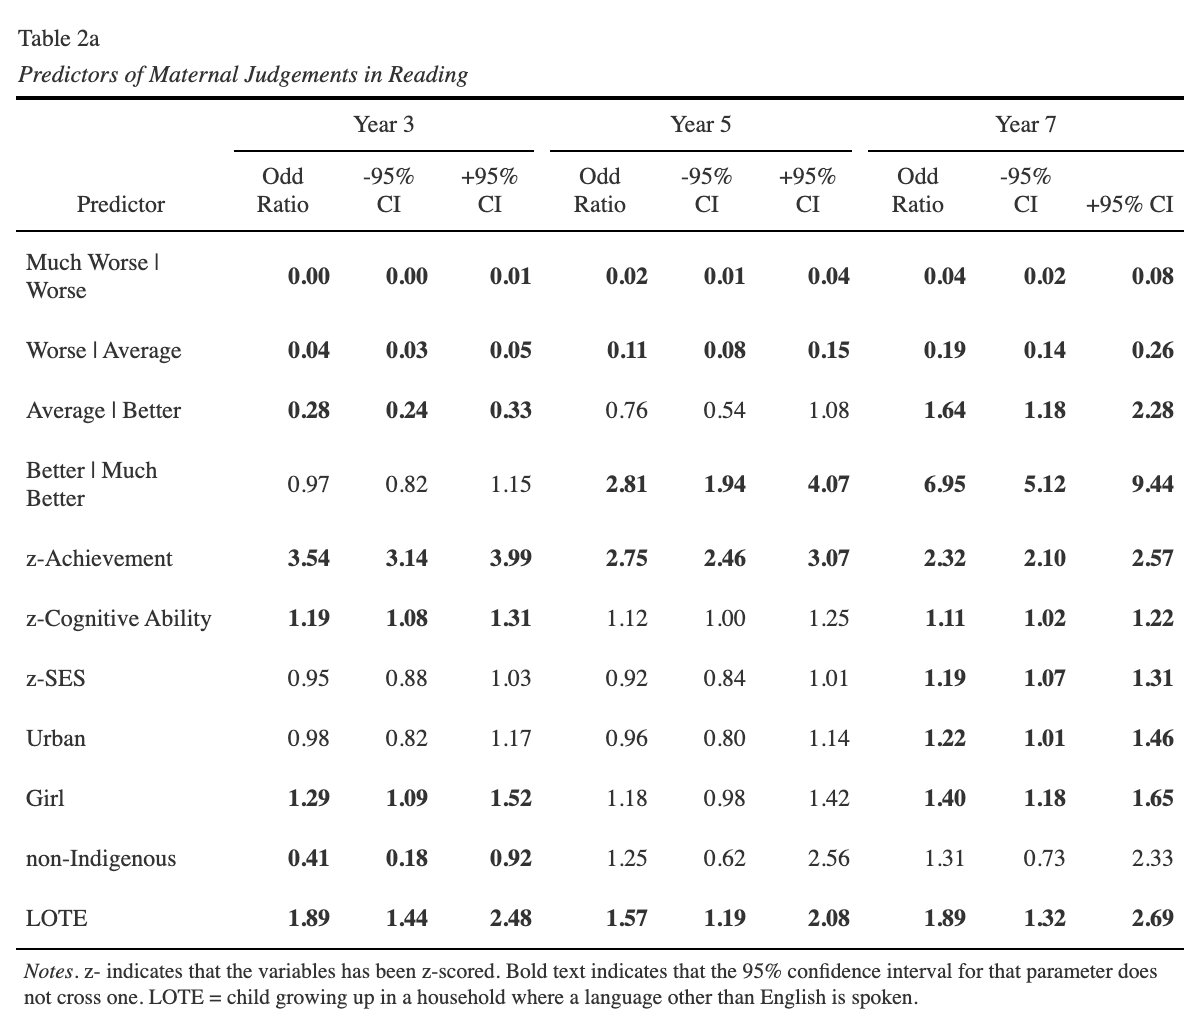 Table 2a
Predictors of Maternal Judgements in Reading
Year 3 Year 5 Year 7
Predictor Odd Ratio -95% CI +95% CI Odd Ratio -95% CI +95% CI Odd Ratio -95% CI +95% CI
Much Worse | Worse 0.00 0.00 0.01 0.02 0.01 0.04 0.04 0.02 0.08
Worse | Average 0.04 0.03 0.05 0.11 0.08 0.15 0.19 0.14 0.26
Average | Better 0.28 0.24 0.33 0.76 0.54 1.08 1.64 1.18 2.28
Better | Much Better 0.97 0.82 1.15 2.81 1.94 4.07 6.95 5.12 9.44
z-Achievement 3.54 3.14 3.99 2.75 2.46 3.07 2.32 2.10 2.57
z-Cognitive Ability 1.19 1.08 1.31 1.12 1.00 1.25 1.11 1.02 1.22
z-SES 0.95 0.88 1.03 0.92 0.84 1.01 1.19 1.07 1.31
Urban 0.98 0.82 1.17 0.96 0.80 1.14 1.22 1.01 1.46
Girl 1.29 1.09 1.52 1.18 0.98 1.42 1.40 1.18 1.65
non-Indigenous 0.41 0.18 0.92 1.25 0.62 2.56 1.31 0.73 2.33
LOTE 1.89 1.44 2.48 1.57 1.19 2.08 1.89 1.32 2.69
Notes. z- indicates that the variables has been z-scored. Bold text indicates that the 95% confidence interval for that parameter does
not cross one. LOTE = child growing up in a household where a language other than English is spoken.